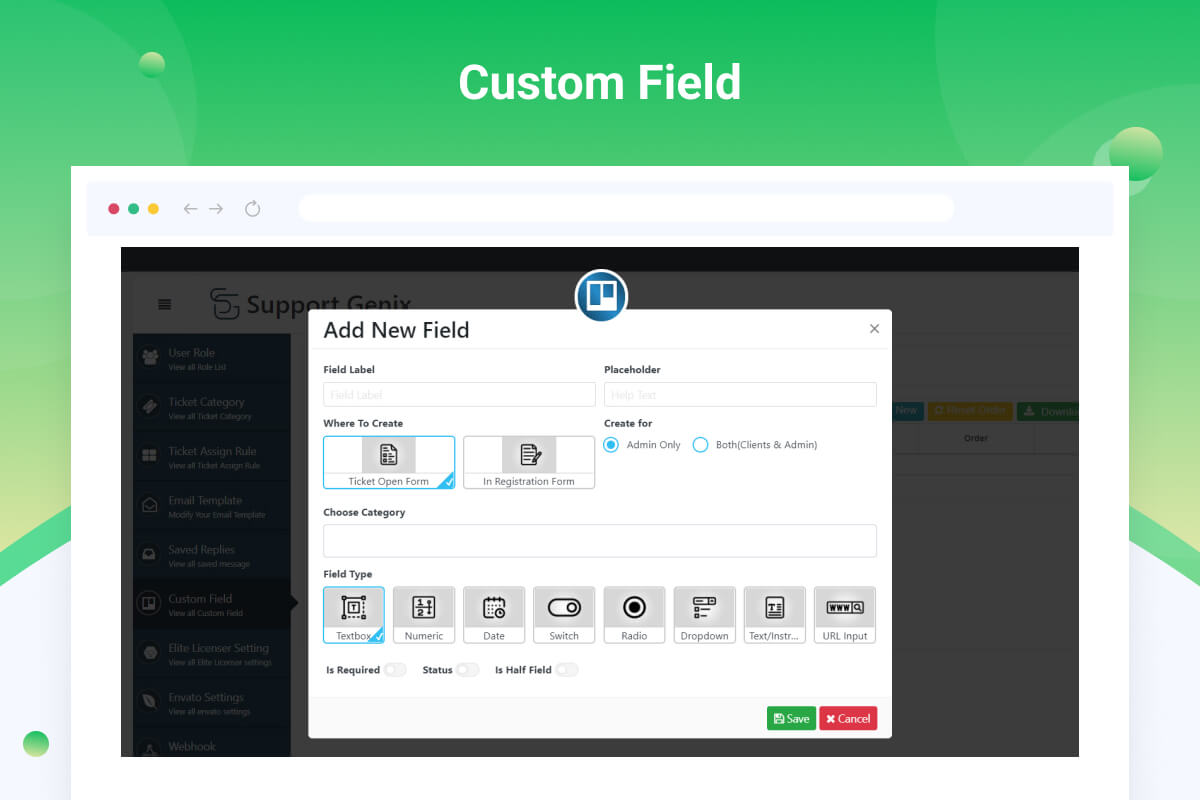 Custom Field
Support Genix
Add New Field
×
User Role
View all Role List
Ticket Category
View all Ticket Category
Ticket Assign Rule
View all Ticket Assign Rule
Email Template
Modify Your Email Template
Saved Replies
View all saved message
Custom Field
View all Custom Field
Elite Licenser Setting
View all Elite Licenser settings
Envato Settings
View all envato settings
Webhook
Field Label
Placeholder
Field Label
Help Text
Where To Create
Create for
Admin Only
Both(Clients & Admin)
Ticket Open Form
In Registration Form
Choose Category
Field Type
Textbox
Numeric
Date
Switch
Radio
Dropdown
Text/Instr...
URL Input
Is Required
Status
Is Half Field
Save
Cancel
New
Reset Order
Order